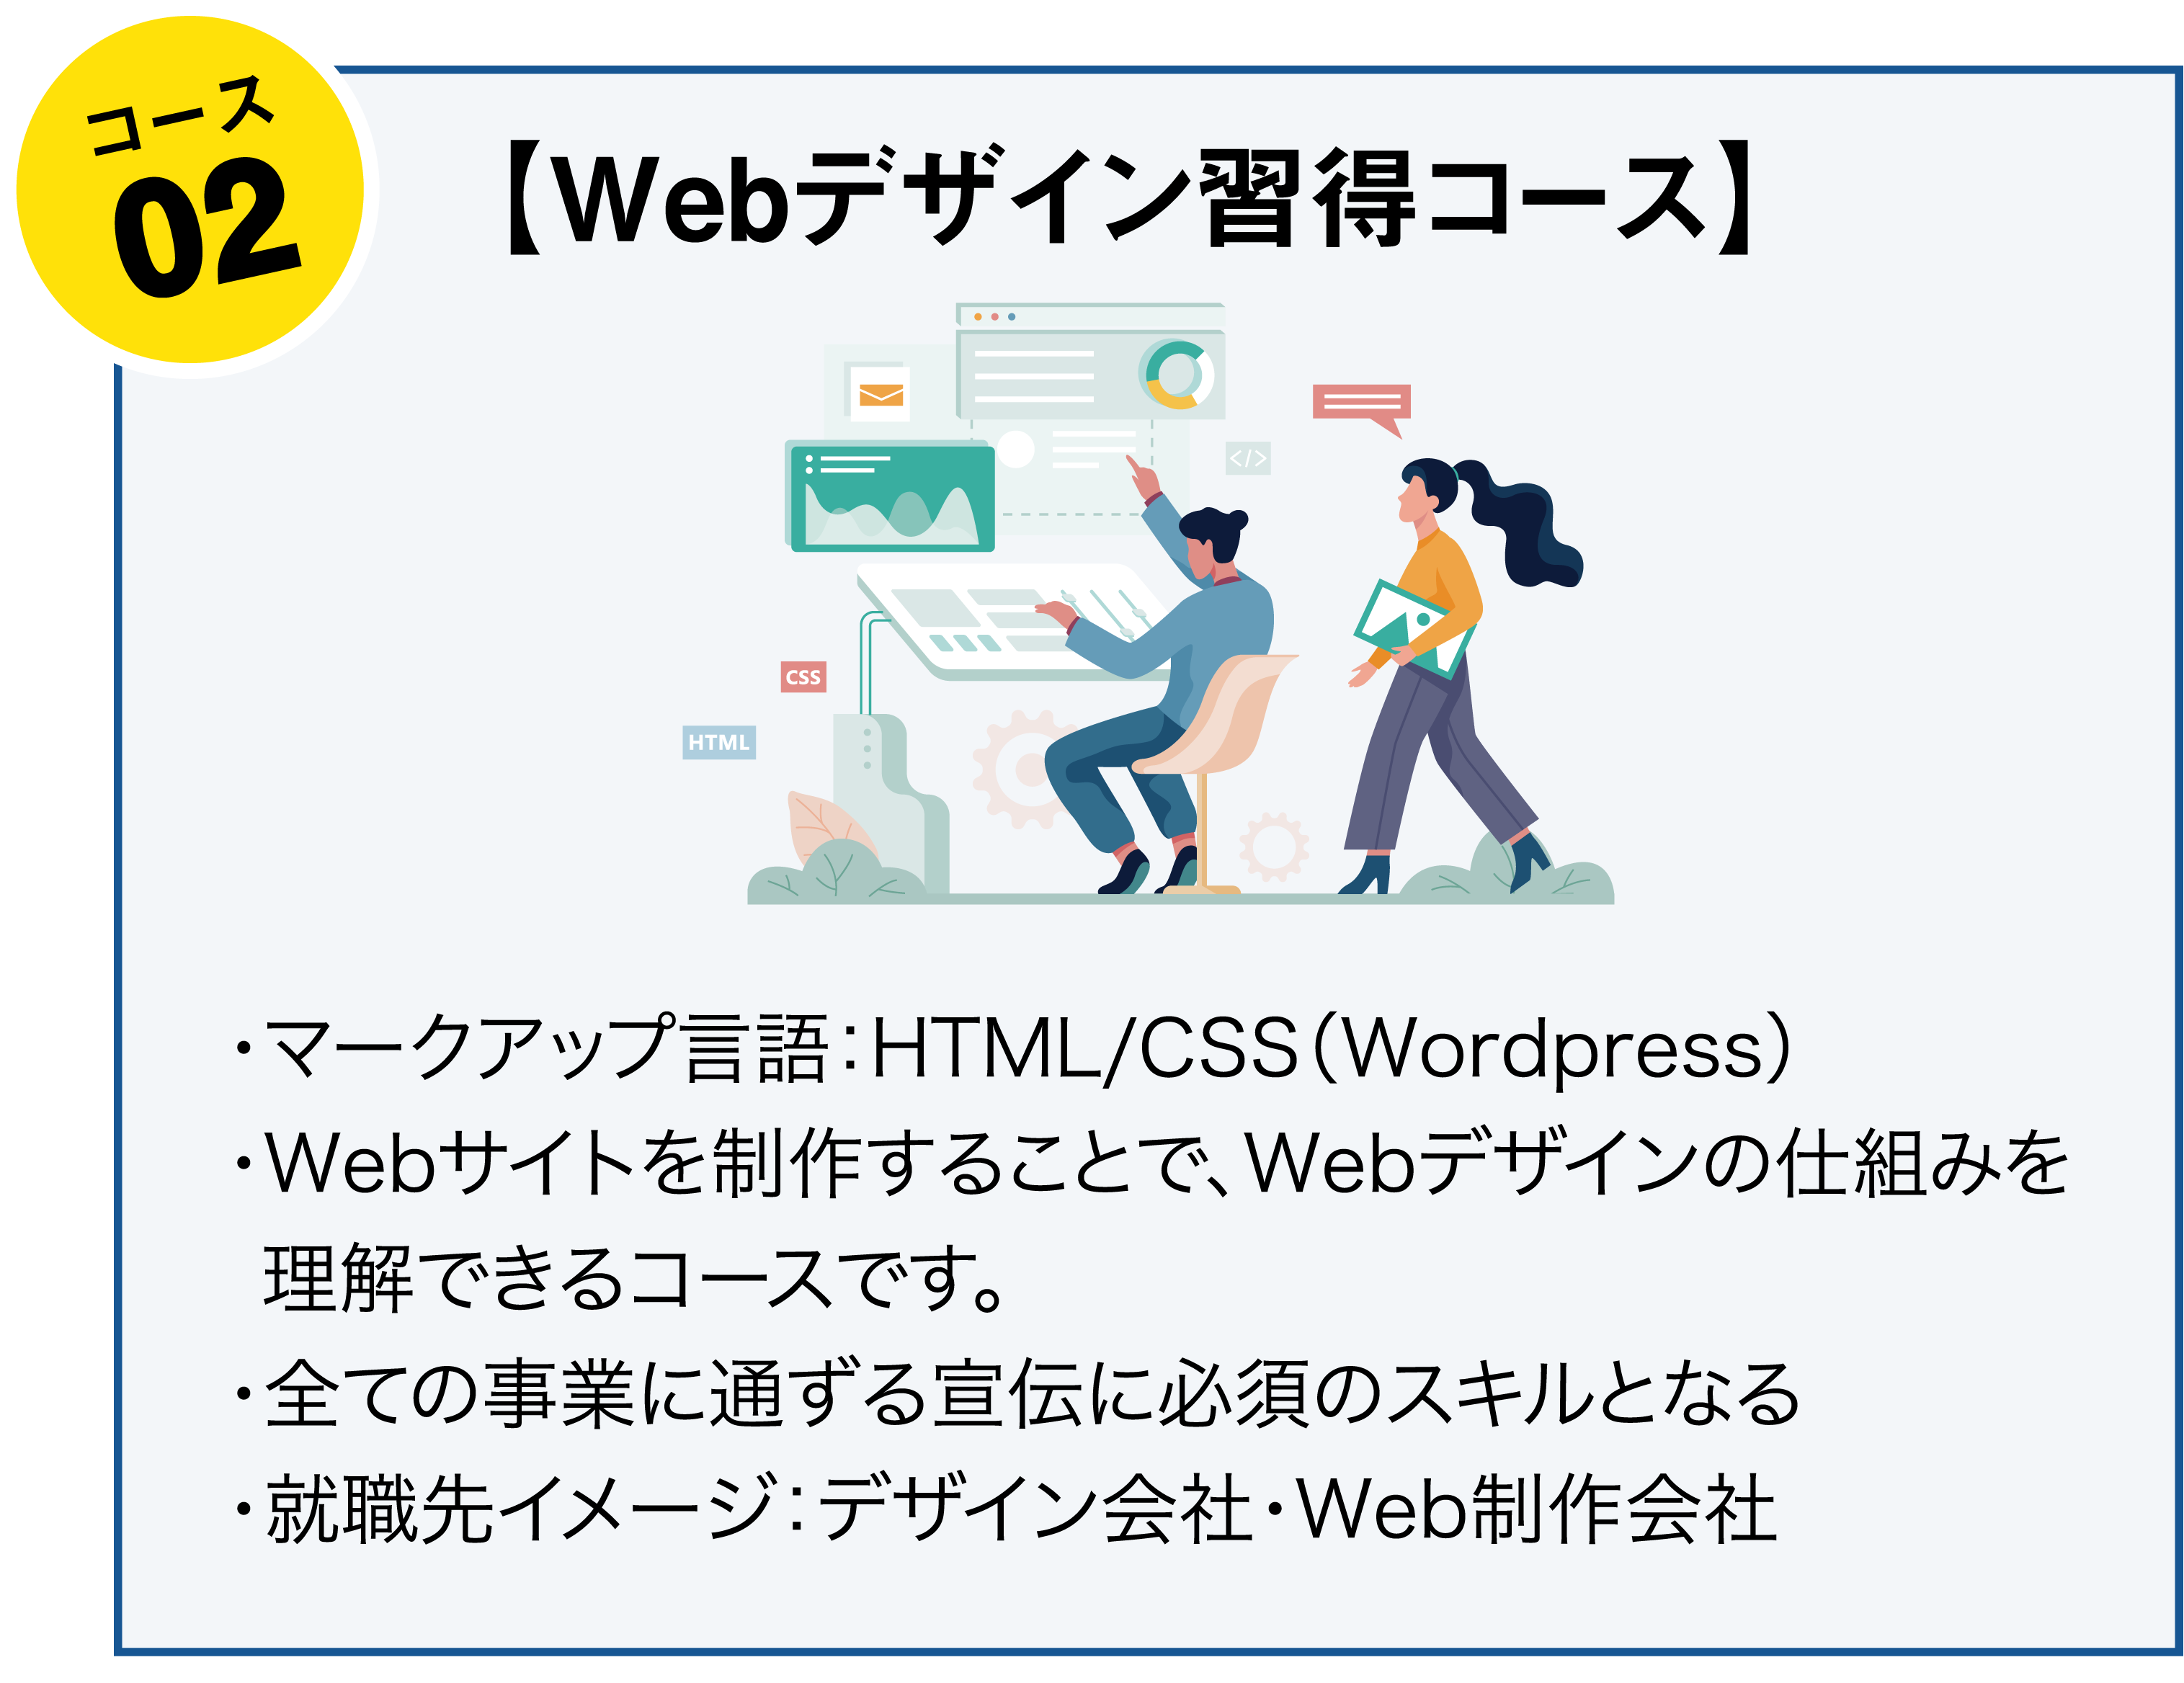 コース
02
【Webデザイン習得コース】
</>
CSS
HTML
・マークアップ言語：HTML/CSS（Wordpress）
・Webサイトを制作することで、Webデザインの仕組みを
理解できるコースです。
・全ての事業に通ずる宣伝に必須のスキルとなる
・就職先イメージ：デザイン会社・Web制作会社